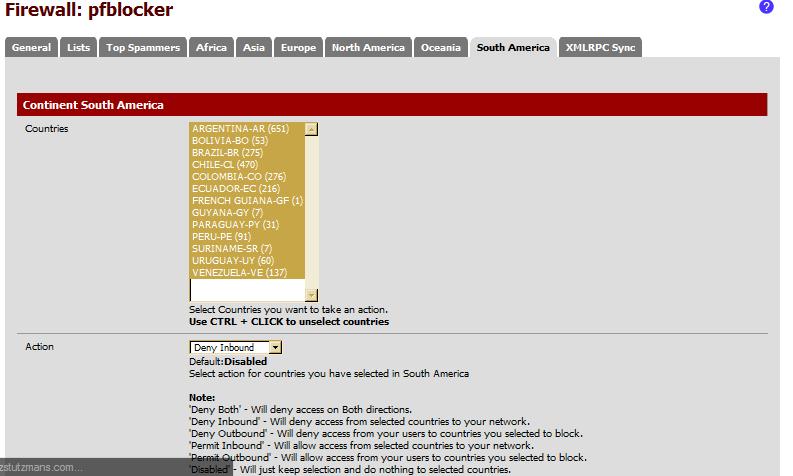 Firewall: pfblocker
?
General Lists Top Spammers Africa Asia Europe North America Oceania South America XMLRPC Sync
Continent South America
Countries
ARGENTINA-AR (651)
BOLIVIA-BO (53)
BRAZIL-BR (275)
CHILE-CL (470)
COLOMBIA-CO (276)
ECUADOR-EC (216)
FRENCH GUIANA-GF (1)
GUYANA-GY (7)
PARAGUAY-PY (31)
PERU-PE (91)
SURINAME-SR (7)
URUGUAY-UY (60)
VENEZUELA-VE (137)
Select Countries you want to take an action.
Use CTRL + CLICK to unselect countries
Action
Deny Inbound
Default:Disabled
Select action for countries you have selected in South America
Note:
'Deny Both' - Will deny access on Both directions.
'Deny Inbound' - Will deny access from selected countries to your network.
'Deny Outbound' - Will deny access from your users to countries you selected to block.
'Permit Inbound' - Will allow access from selected countries to your network.
'Permit Outbound' - Will allow access from your users to countries you selected to block.
'Disabled' - Will just keep selection and do nothing to selected countries.
zstutzmans.com...